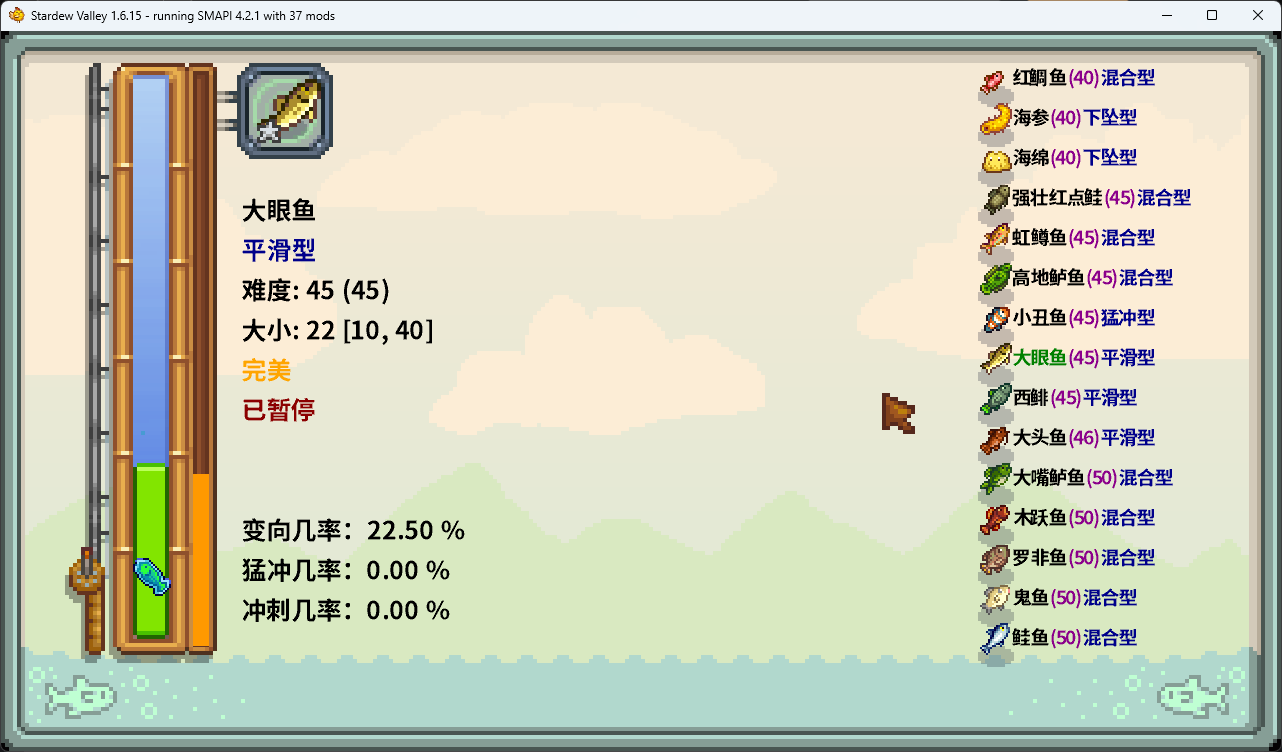 Stardew Valley 1.6.15 - running SMAPI 4.2.1 with 37 mods
大眼鱼
平滑型
难度: 45 (45)
大小: 22 [10, 40]
完美
已暂停
变向几率：22.50 %
猛冲几率：0.00 %
冲刺几率：0.00 %
红鲷鱼(40)混合型
海参(40)下坠型
海绵(40)下坠型
强壮红点鲑(45)混合型
虹鳟鱼(45)混合型
高地鲈鱼(45)混合型
小丑鱼(45)猛冲型
大眼鱼(45)平滑型
西鲱(45)平滑型
大头鱼(46)平滑型
大嘴鲈鱼(50)混合型
木跃鱼(50)混合型
罗非鱼(50)混合型
鬼鱼(50)混合型
鲑鱼(50)混合型